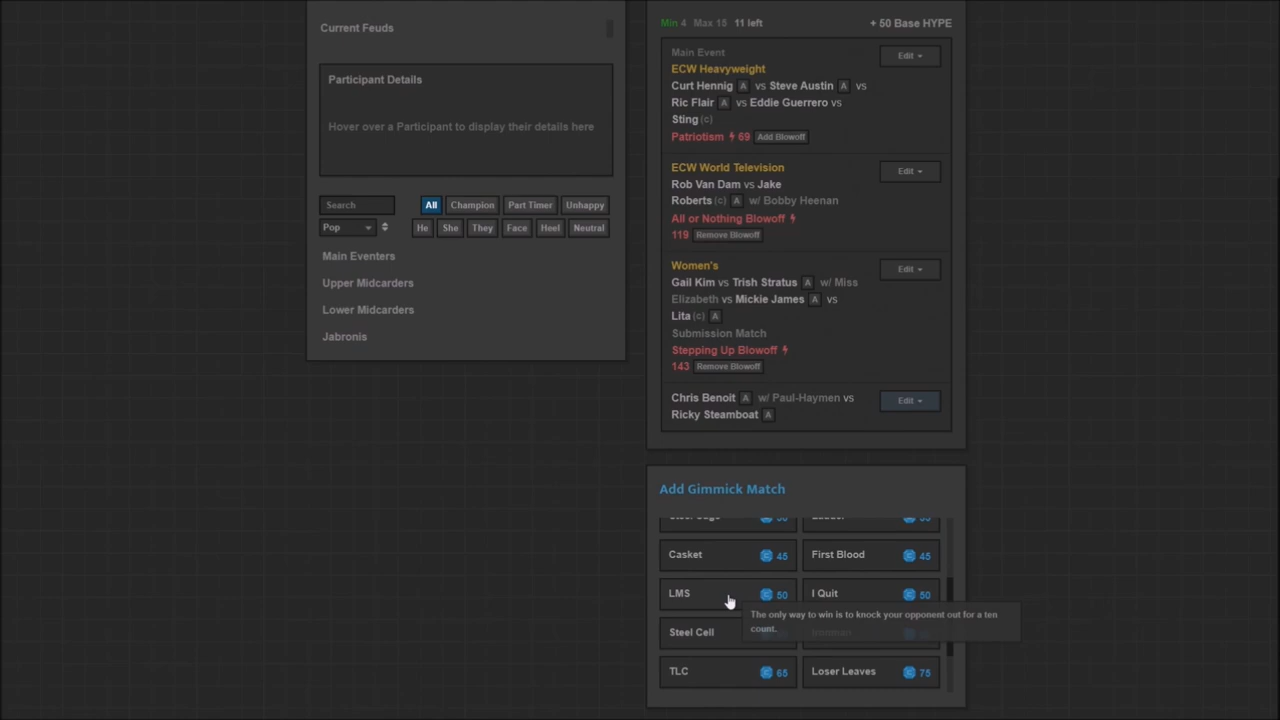 Current Feuds
Participant Details
Hover over a Participant to display their details here
Search
All Champion Part Timer Unhappy
Pop
He She They Face Heel Neutral
Main Eventers
Upper Midcarders
Lower Midcarders
Jabronis
Min 4 Max 15 11 left + 50 Base HYPE
Main Event Edit
ECW Heavyweight
Curt Hennig A vs Steve Austin A vs
Ric Flair A vs Eddie Guerrero vs
Sting (c)
Patriotism 69 Add Blowoff
ECW World Television Edit
Rob Van Dam vs Jake
Roberts (c) A w/ Bobby Heenan
All or Nothing Blowoff
119 Remove Blowoff
Women's Edit
Gail Kim vs Trish Stratus A w/ Miss
Elizabeth vs Mickie James A vs
Lita (c) A
Submission Match
Stepping Up Blowoff
143 Remove Blowoff
Chris Benoit A w/ Paul-Haymen vs Edit
Ricky Steamboat A
Add Gimmick Match
Casket 45 First Blood 45
LMS 50 I Quit 50
The only way to win is to knock your opponent out for a ten
count.
Steel Cell
TLC 65 Loser Leaves 75